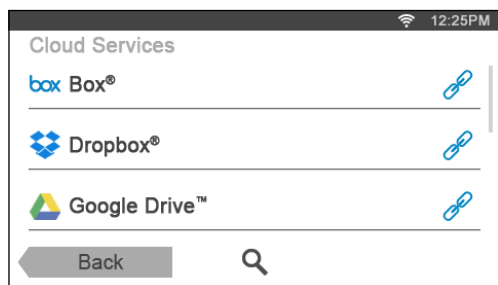 12:25PM
Cloud Services
box Box®
Dropbox®
Google Drive™
Back